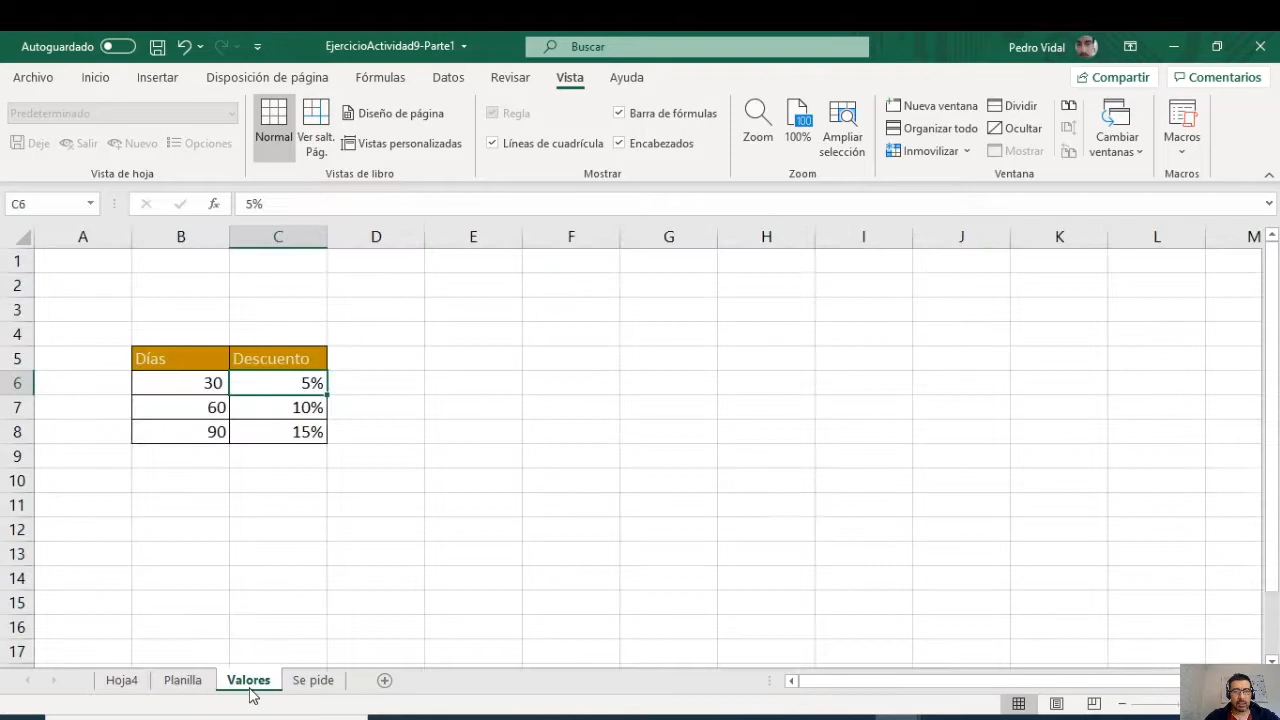 Autoguardado EjercicioActividad9-Parte1 Buscar Pedro Vidal
Archivo Inicio Insertar Disposición de página Fórmulas Datos Revisar Vista Ayuda Compartir Comentarios
Predeterminado
Deje Salir Nuevo Opciones
Vista de hoja
Normal
Ver salt. Pág.
Diseño de página
Vistas personalizadas
Vistas de libro
Regla Barra de fórmulas
Líneas de cuadrícula Encabezados
Mostrar
Zoom
100
100%
Ampliar selección
Zoom
Nueva ventana Dividir
Organizar todo Ocultar
Inmovilizar Mostrar
Cambiar ventanas
Ventana
Macros
Macros
C6 fx 5%
A B C D E F G H I J K L M
1
2
3
4
5 Días Descuento
6 30 5%
7 60 10%
8 90 15%
9
10
11
12
13
14
15
16
17
Hoja4 Planilla Valores Se pide